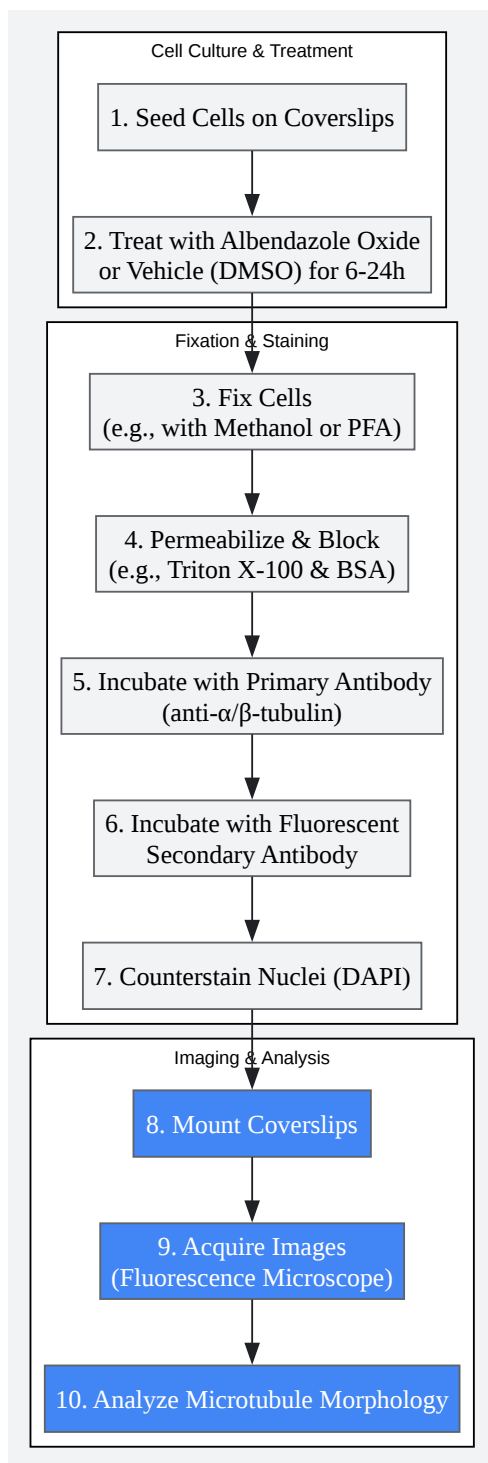 Cell Culture & Treatment
1. Seed Cells on Coverslips
2. Treat with Albendazole Oxide
or Vehicle (DMSO) for 6-24h
Fixation & Staining
3. Fix Cells
(e.g., with Methanol or PFA)
4. Permeabilize & Block
(e.g., Triton X-100 & BSA)
5. Incubate with Primary Antibody
(anti-α/β-tubulin)
6. Incubate with Fluorescent
Secondary Antibody
7. Counterstain Nuclei (DAPI)
Imaging & Analysis
8. Mount Coverslips
9. Acquire Images
(Fluorescence Microscope)
10. Analyze Microtubule Morphology